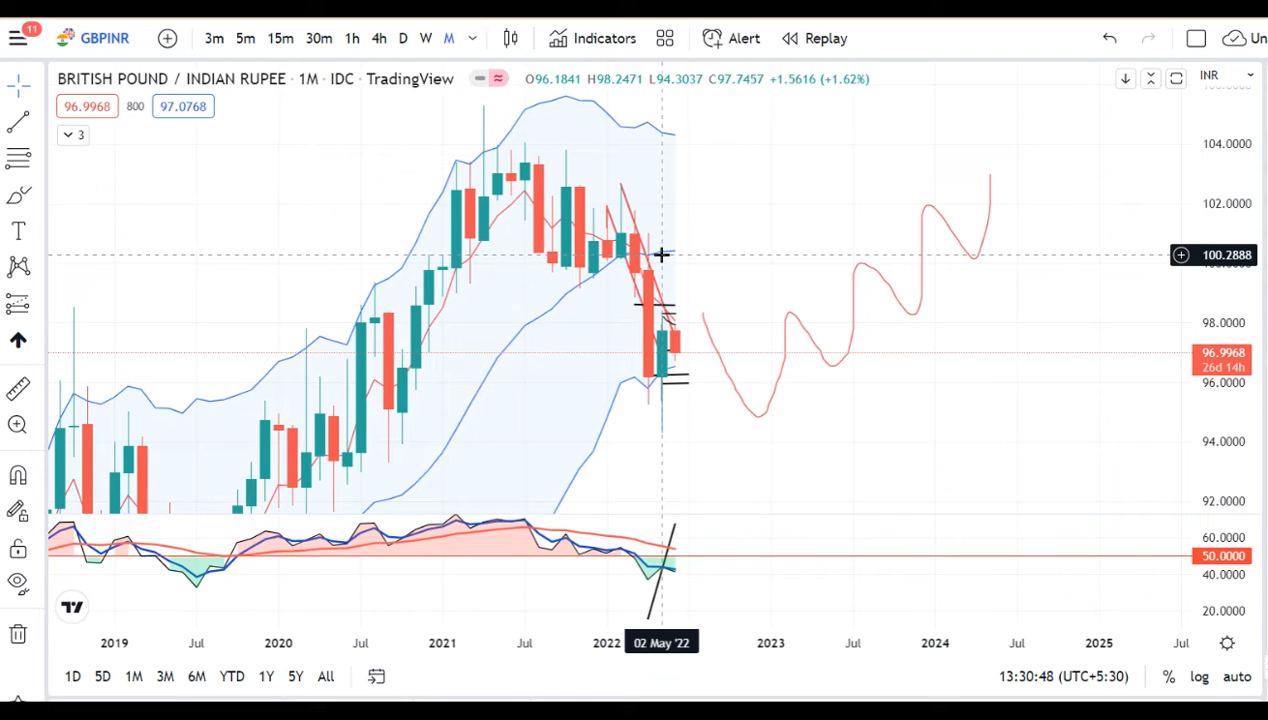 11
GBPINR
3m 5m 15m 30m 1h 4h D W M
Indicators
Alert
Replay
Un
BRITISH POUND / INDIAN RUPEE · 1M · IDC · TradingView
O96.1841 H98.2471 L94.3037 C97.7457 +1.5616 (+1.62%)
INR
96.9968 800 97.0768
3
104.0000
102.0000
100.2888
98.0000
96.9968
26d 14h
96.0000
94.0000
92.0000
60.0000
50.0000
40.0000
20.0000
2019 Jul 2020 Jul 2021 Jul 2022 02 May '22 2023 Jul 2024 Jul 2025 Jul
1D 5D 1M 3M 6M YTD 1Y 5Y All
13:30:48 (UTC+5:30) % log auto